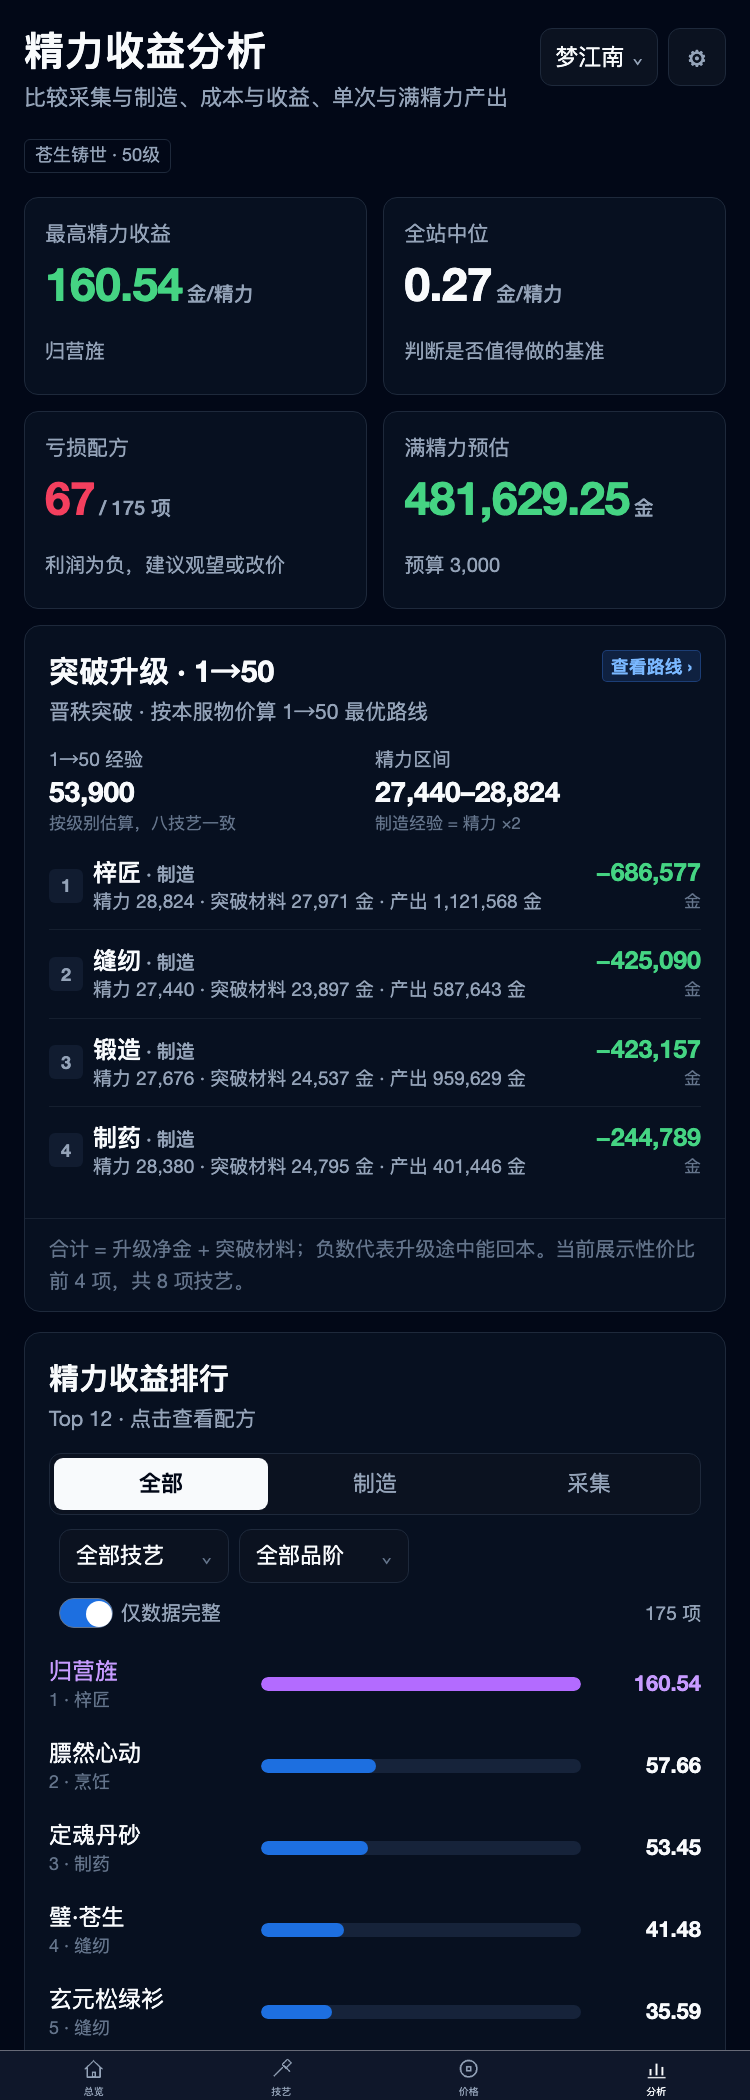 精力收益分析
梦江南
比较采集与制造、成本与收益、单次与满精力产出
苍生铸世 · 50级
最高精力收益
160.54 金/精力
归营旌
全站中位
0.27 金/精力
判断是否值得做的基准
亏损配方
67 / 175 项
利润为负，建议观望或改价
满精力预估
481,629.25 金
预算 3,000
突破升级 · 1→50
查看路线 ›
晋秩突破 · 按本服物价算 1→50 最优路线
1→50 经验
53,900
按级别估算，八技艺一致
精力区间
27,440–28,824
制造经验 = 精力 ×2
1
梓匠 · 制造
精力 28,824 · 突破材料 27,971 金 · 产出 1,121,568 金
−686,577
金
2
缝纫 · 制造
精力 27,440 · 突破材料 23,897 金 · 产出 587,643 金
−425,090
金
3
锻造 · 制造
精力 27,676 · 突破材料 24,537 金 · 产出 959,629 金
−423,157
金
4
制药 · 制造
精力 28,380 · 突破材料 24,795 金 · 产出 401,446 金
−244,789
金
合计 = 升级净金 + 突破材料；负数代表升级途中能回本。当前展示性价比
前 4 项，共 8 项技艺。
精力收益排行
Top 12 · 点击查看配方
全部
制造
采集
全部技艺
全部品阶
仅数据完整
175 项
归营旌
1 · 梓匠
160.54
膘然心动
2 · 烹饪
57.66
定魂丹砂
3 · 制药
53.45
璧·苍生
4 · 缝纫
41.48
玄元松绿衫
5 · 缝纫
35.59
总览
技艺
价格
分析